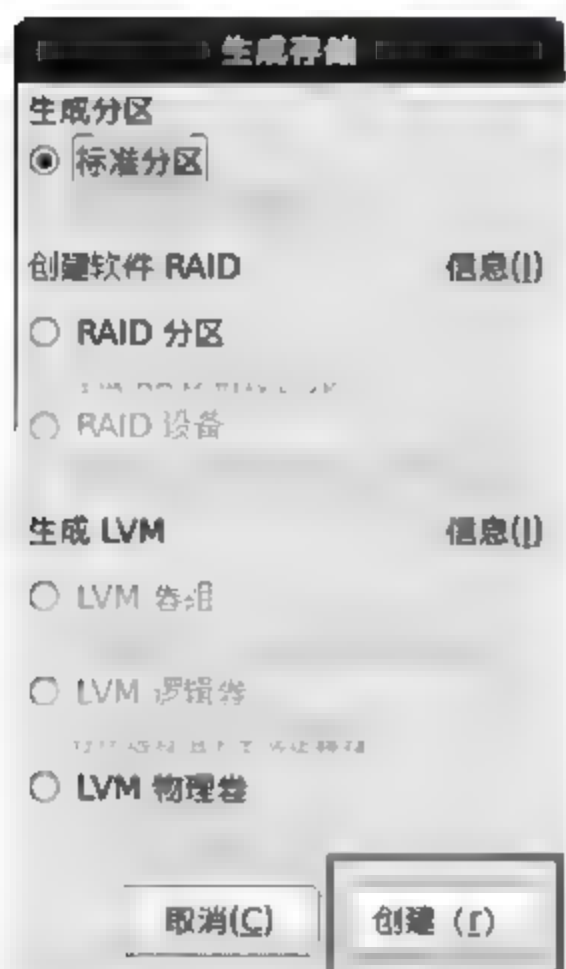 生成存储
生成分区
标准分区
创建软件 RAID 信息(I)
RAID 分区
RAID 设备
生成 LVM 信息(I)
LVM 卷组
LVM 逻辑卷
LVM 物理卷
取消(C) 创建 (r)